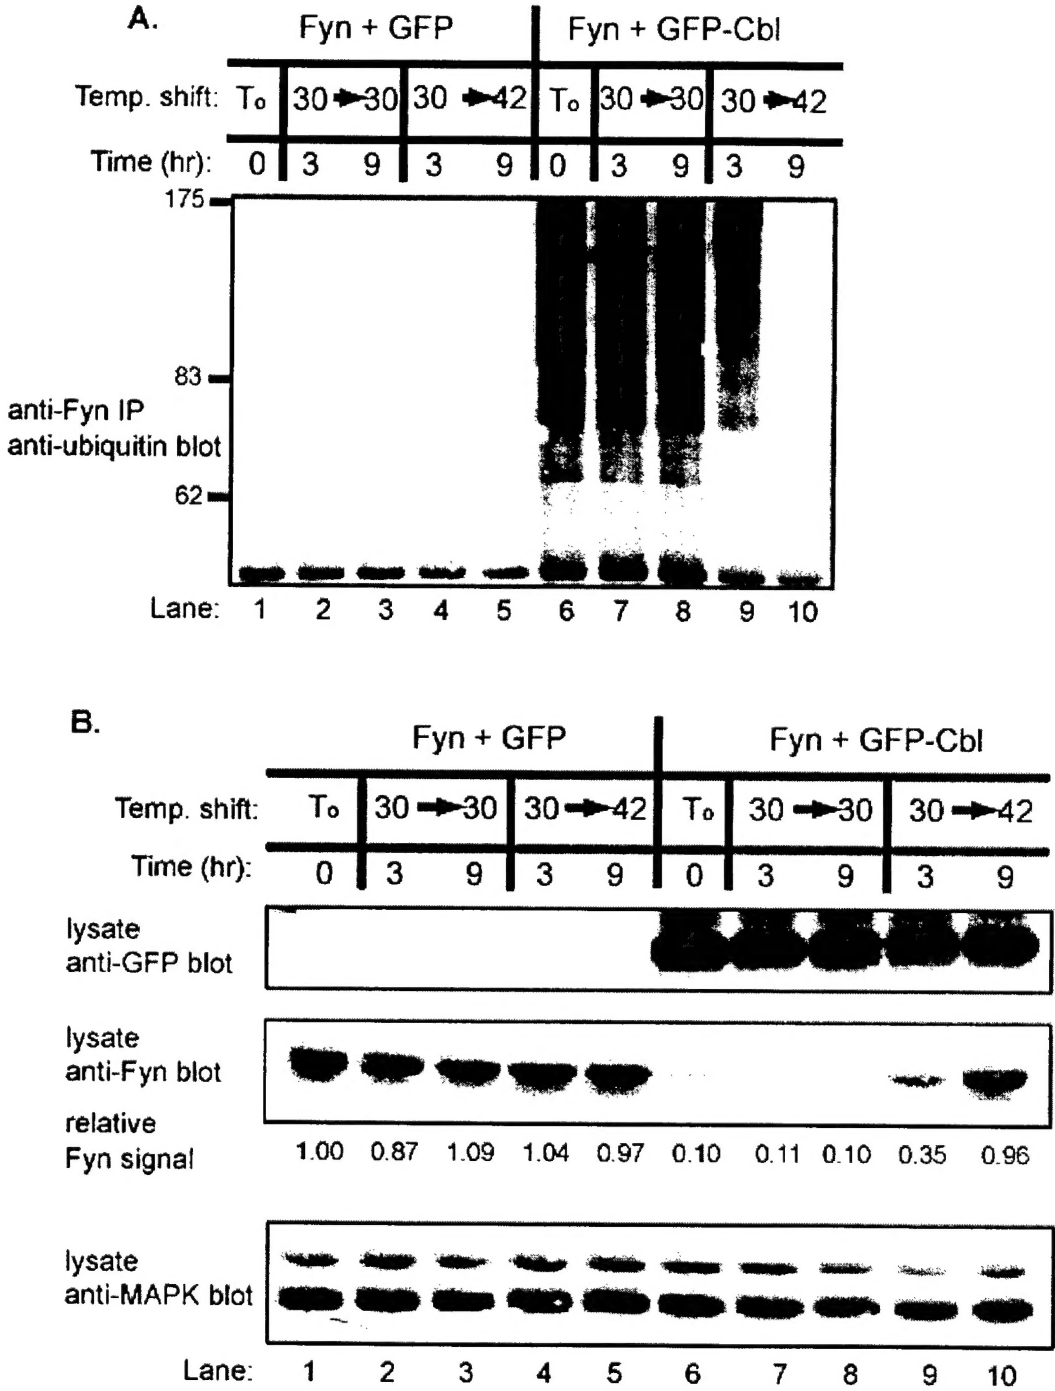 A.
Fyn + GFP Fyn + GFP-Cbl
Temp. shift: To 30 30 30 42 To 30 30 30 42
Time (hr): 0 3 9 3 9 0 3 9 3 9
175
83
anti-Fyn IP
anti-ubiquitin blot
62
Lane: 1 2 3 4 5 6 7 8 9 10
B.
Fyn + GFP Fyn + GFP-Cbl
Temp. shift: To 30 30 30 42 To 30 30 30 42
Time (hr): 0 3 9 3 9 0 3 9 3 9
lysate
anti-GFP blot
lysate
anti-Fyn blot
relative
Fyn signal 1.00 0.87 1.09 1.04 0.97 0.10 0.11 0.10 0.35 0.96
lysate
anti-MAPK blot
Lane: 1 2 3 4 5 6 7 8 9 10